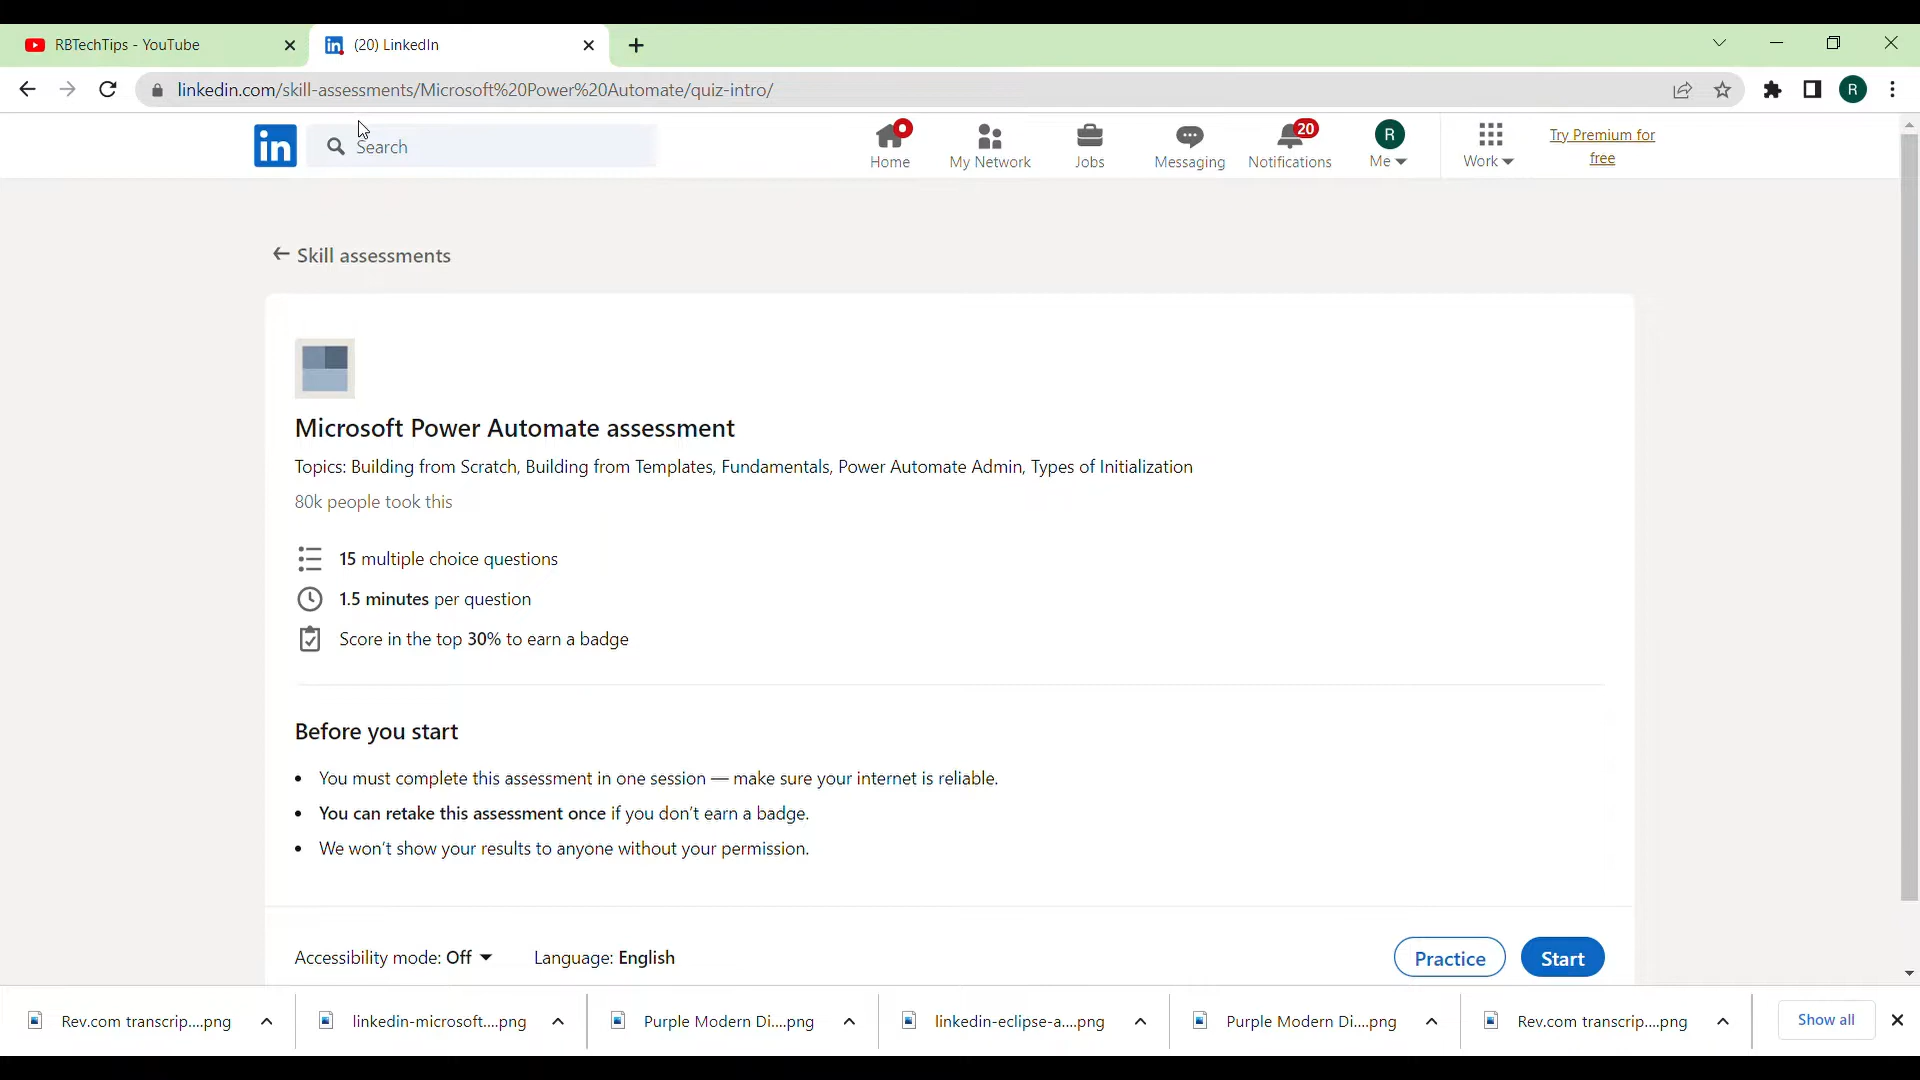 RBTechTips - YouTube
(20) LinkedIn
linkedin.com/skill-assessments/Microsoft%20Power%20Automate/quiz-intro/
R
in
Search
Home
My Network
Jobs
Messaging
20
Notifications
R
Me
Work
Try Premium for
free
Skill assessments
Microsoft Power Automate assessment
Topics: Building from Scratch, Building from Templates, Fundamentals, Power Automate Admin, Types of Initialization
80k people took this
15 multiple choice questions
1.5 minutes per question
Score in the top 30% to earn a badge
Before you start
• You must complete this assessment in one session — make sure your internet is reliable.
• You can retake this assessment once if you don't earn a badge.
• We won't show your results to anyone without your permission.
Accessibility mode: Off
Language: English
Practice
Start
Rev.com transcrip....png
linkedin-microsoft....png
Purple Modern Di....png
linkedin-eclipse-a....png
Purple Modern Di....png
Rev.com transcrip....png
Show all